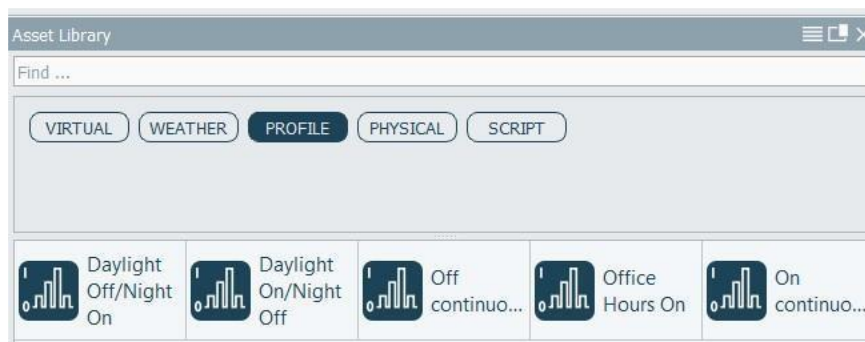 Asset Library
Find ...
VIRTUAL WEATHER PROFILE PHYSICAL SCRIPT
Daylight
Off/Night
On
Daylight
On/Night
Off
Off
continuo...
Office
Hours On
On
continuo...